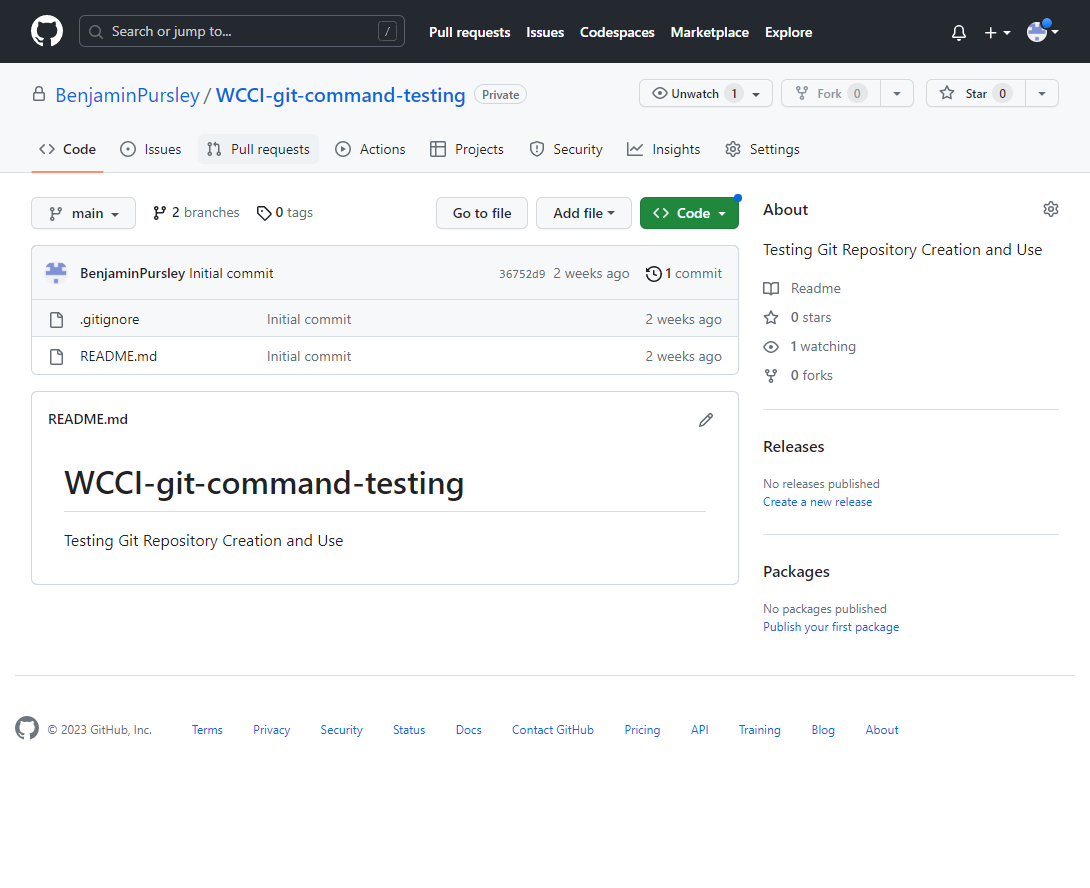 Search or jump to... / Pull requests Issues Codespaces Marketplace Explore
BenjaminPursley / WCCI-git-command-testing Private Unwatch 1 Fork 0 Star 0
Code Issues Pull requests Actions Projects Security Insights Settings
main 2 branches 0 tags Go to file Add file Code
BenjaminPursley Initial commit 36752d9 2 weeks ago 1 commit
.gitignore Initial commit 2 weeks ago
README.md Initial commit 2 weeks ago
README.md
WCCI-git-command-testing
Testing Git Repository Creation and Use
About
Testing Git Repository Creation and Use
Readme
0 stars
1 watching
0 forks
Releases
No releases published
Create a new release
Packages
No packages published
Publish your first package
© 2023 GitHub, Inc. Terms Privacy Security Status Docs Contact GitHub Pricing API Training Blog About